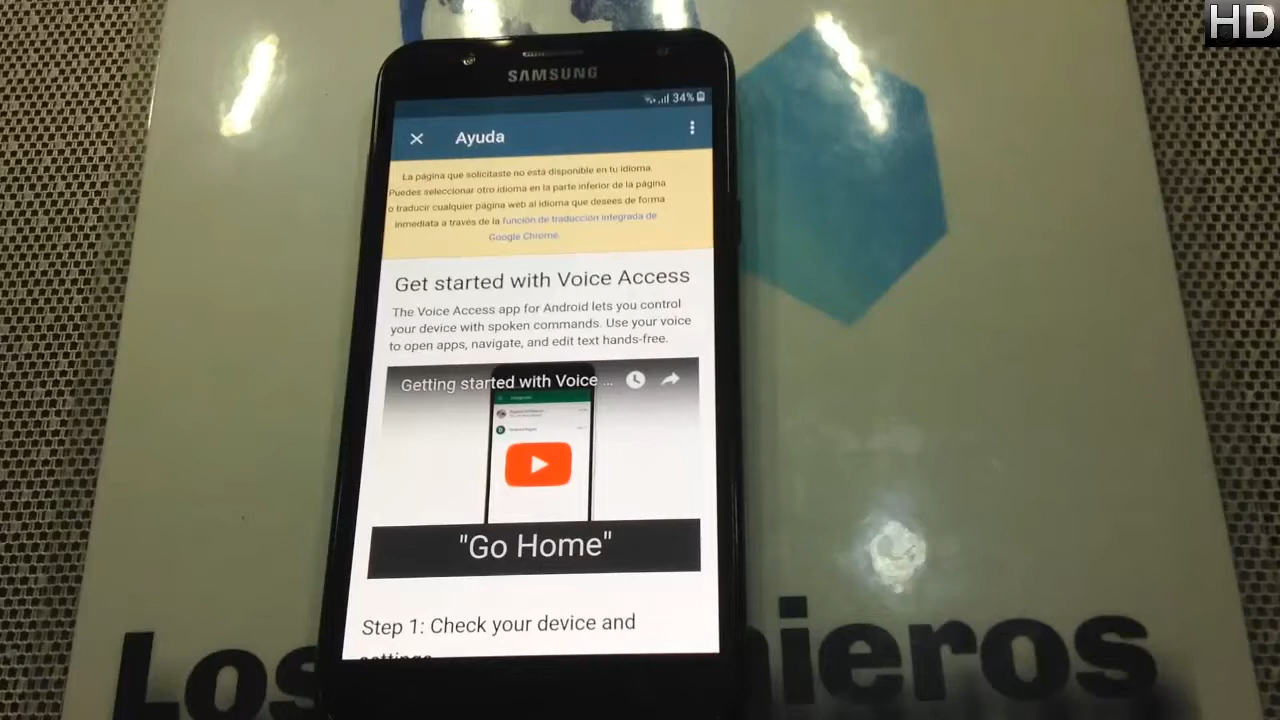 HD
SAMSUNG
34%
Ayuda
La página que solicitaste no está disponible en tu idioma.
Puedes seleccionar otro idioma en la parte inferior de la página
o traducir cualquier página web al idioma que desees de forma
inmediata a través de la función de traducción integrada de
Google Chrome.
Get started with Voice Access
The Voice Access app for Android lets you control
your device with spoken commands. Use your voice
to open apps, navigate, and edit text hands-free.
Getting started with Voice ...
"Go Home"
Step 1: Check your device and
settings
Los nieros